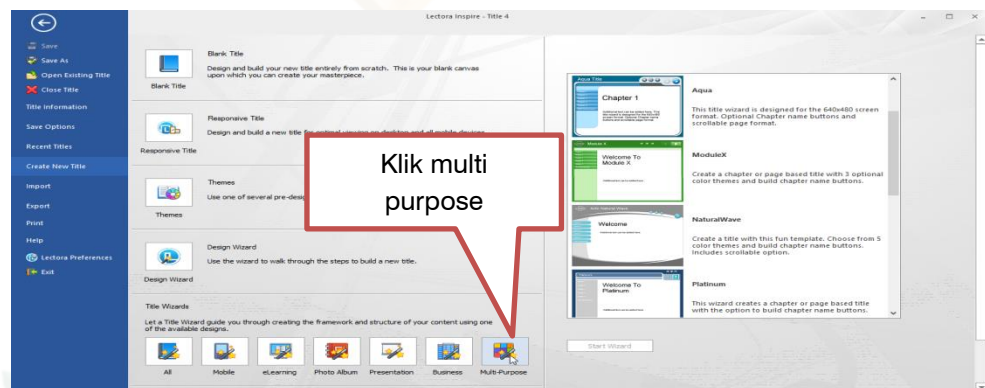 Lectora Inspire - Title 4
Save
Save As
Open Existing Title
Close Title
Title Information
Save Options
Recent Titles
Create New Title
Import
Export
Print
Help
Lectora Preferences
Exit
Blank Title
Design and build your new title entirely from scratch. This is your blank canvas
upon which you can create your masterpiece.
Blank Title
Responsive Title
Design and build a new title for optimal viewing on desktop and all mobile devices
Responsive Title
Themes
Use one of several pre-desig
Themes
Design Wizard
Use the wizard to walk through the steps to build a new title.
Design Wizard
Title Wizards
Let a Title Wizard guide you through creating the framework and structure of your content using one
of the available designs.
All
Mobile
eLearning
Photo Album
Presentation
Business
Multi-Purpose
Klik multi
purpose
Aqua Title
Chapter 1
Aqua
This title wizard is designed for the 640x480 screen
format. Optional Chapter name buttons and
scrollable page format.
Module X
Welcome To
Module X
ModuleX
Create a chapter or page based title with 3 optional
color themes and build chapter name buttons.
Welcome
NaturalWave
Create a title with this fun template. Choose from 5
color themes and build chapter name buttons.
Includes scrollable option.
Welcome To
Platinum
Platinum
This wizard creates a chapter or page based title
with the option to build chapter name buttons.
Start Wizard